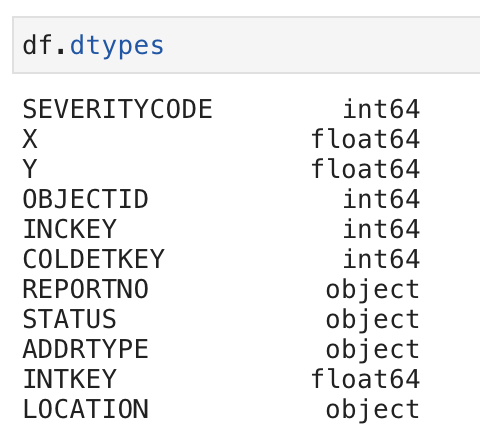 df.dtypes
SEVERITYCODE int64
X float64
Y float64
OBJECTID int64
INCKEY int64
COLDETKEY int64
REPORTNO object
STATUS object
ADDRTYPE object
INTKEY float64
LOCATION object